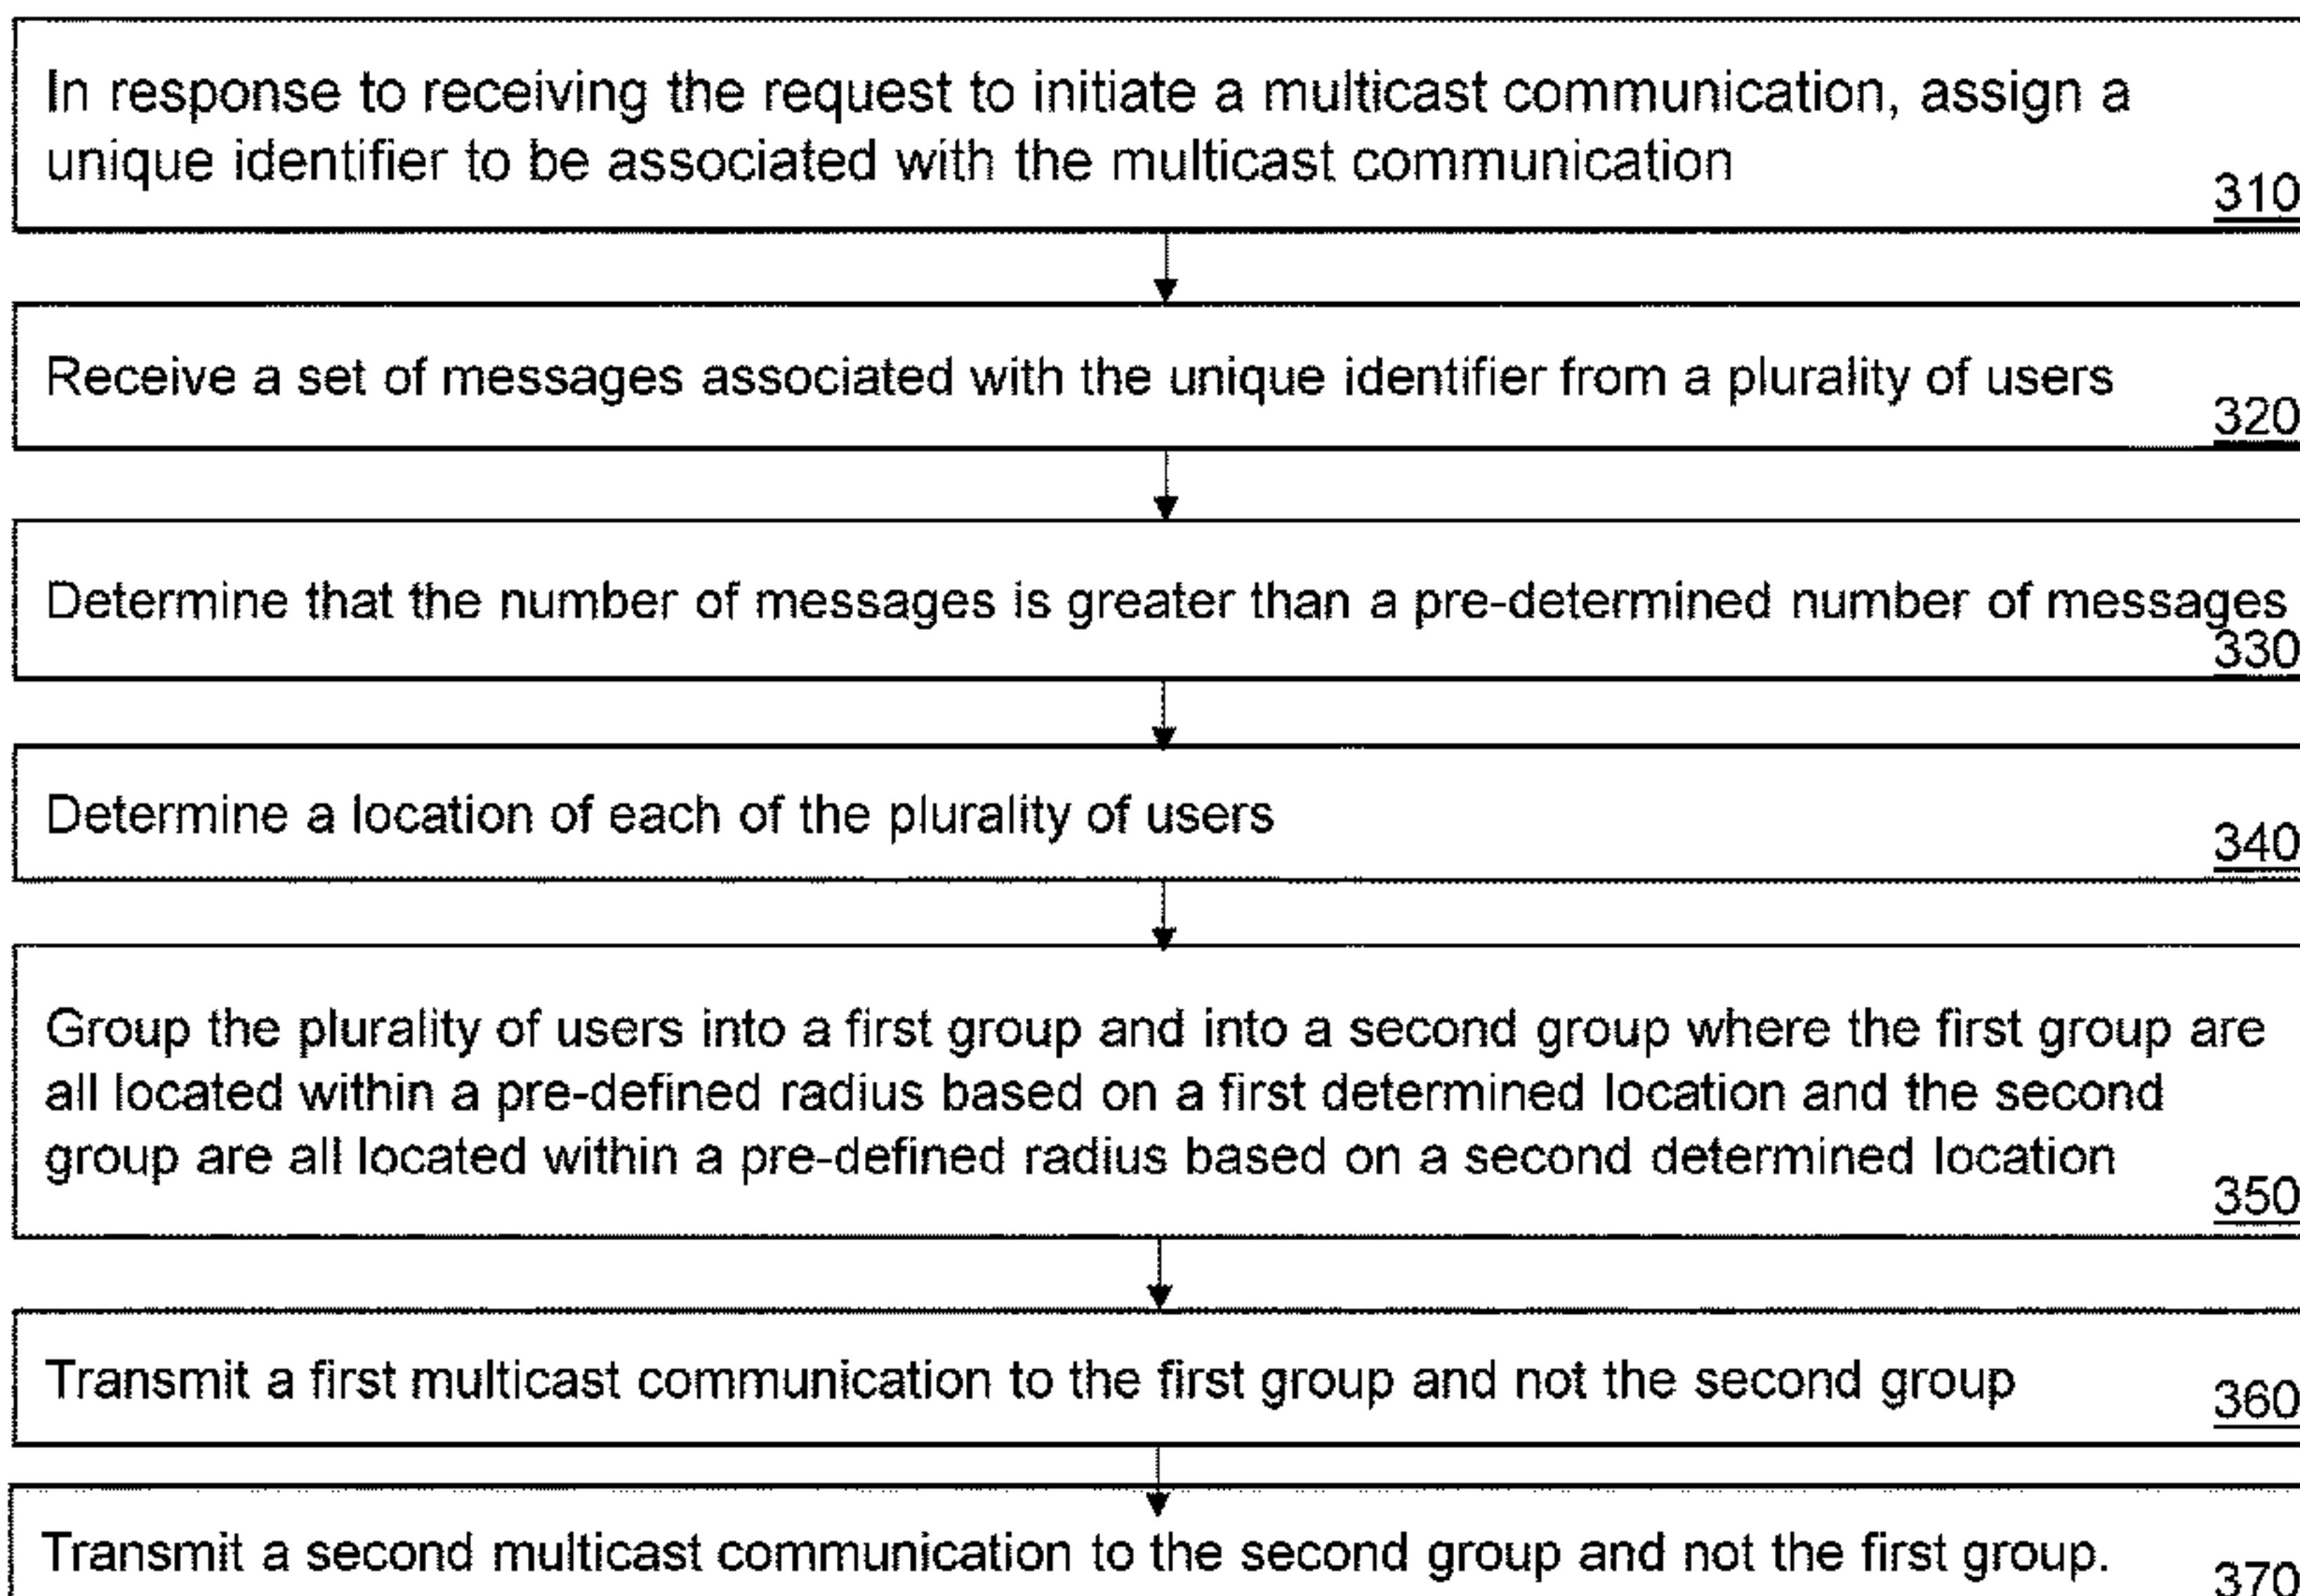 In response to receiving the request to initiate a multicast communication, assign a
unique identifier to be associated with the multicast communication
310
Receive a set of messages associated with the unique identifier from a plurality of users
320
Determine that the number of messages is greater than a pre-determined number of messages
330
Determine a location of each of the plurality of users
340
Group the plurality of users into a first group and into a second group where the first group are
all located within a pre-defined radius based on a first determined location and the second
group are all located within a pre-defined radius based on a second determined location
350
Transmit a first multicast communication to the first group and not the second group
360
Transmit a second multicast communication to the second group and not the first group.
370